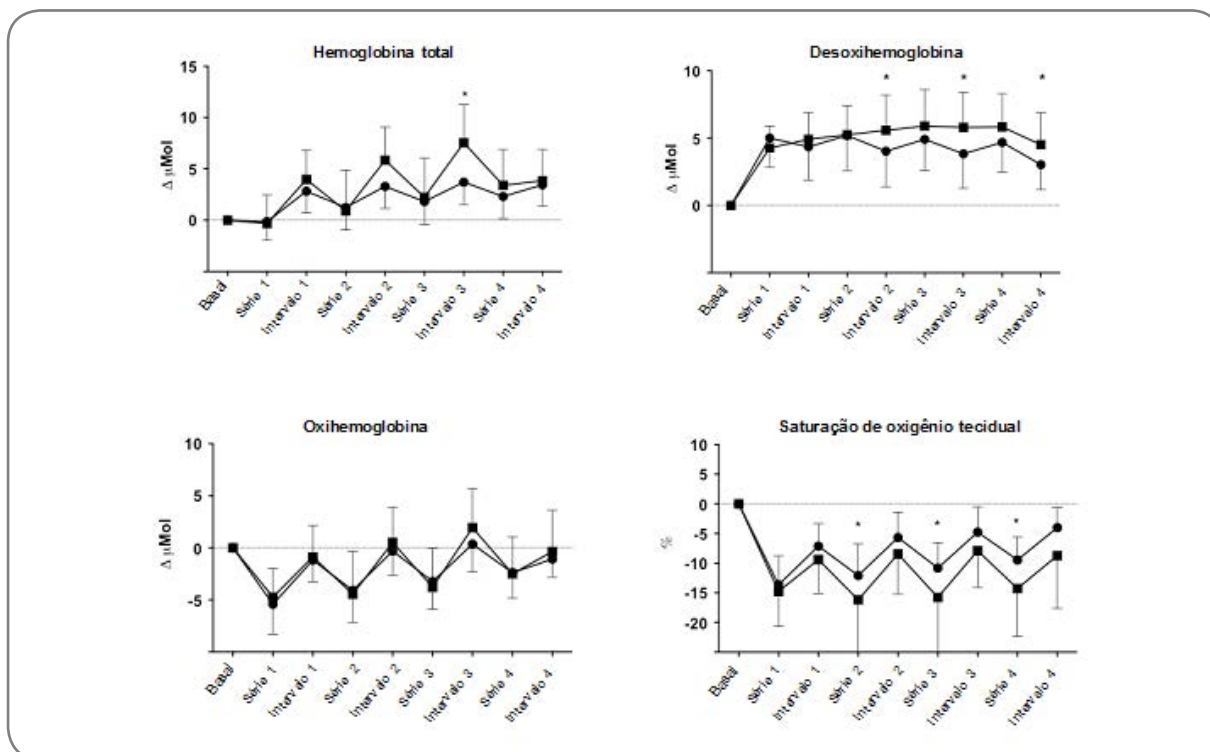 Hemoglobina total
15
10
5
0
Δ µMol
*
Basal
Série 1
Intervalo 1
Série 2
Intervalo 2
Série 3
Intervalo 3
Série 4
Intervalo 4
Desoxihemoglobina
10
5
0
Δ µMol
* * *
Basal
Série 1
Intervalo 1
Série 2
Intervalo 2
Série 3
Intervalo 3
Série 4
Intervalo 4
Oxihemoglobina
10
5
0
-5
Δ µMol
Basal
Série 1
Intervalo 1
Série 2
Intervalo 2
Série 3
Intervalo 3
Série 4
Intervalo 4
Saturação de oxigênio tecidual
10
5
0
-5
-10
-15
-20
%
* * *
Basal
Série 1
Intervalo 1
Série 2
Intervalo 2
Série 3
Intervalo 3
Série 4
Intervalo 4